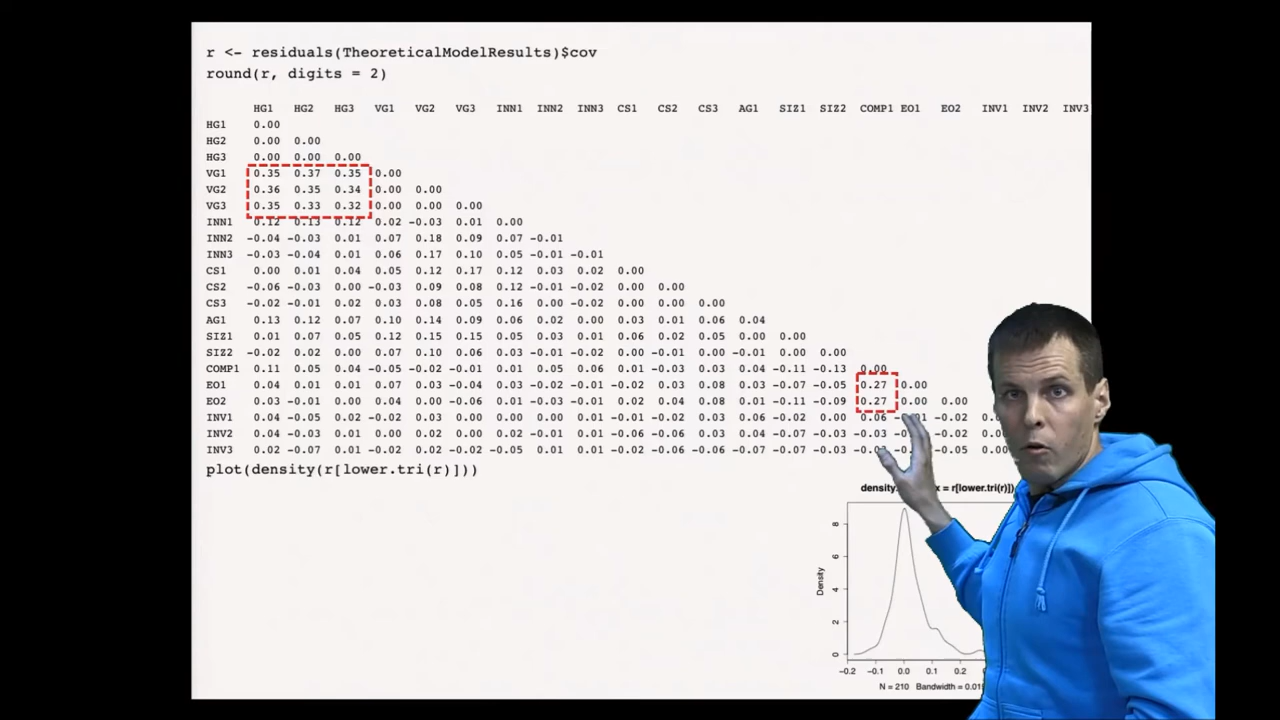 r <- residuals(TheoreticalModelResults)$cov
round(r, digits = 2)
HG1 HG2 HG3 VG1 VG2 VG3 INN1 INN2 INN3 CS1 CS2 CS3 AG1 SIZ1 SIZ2 COMP1 EO1 EO2 INV1 INV2 INV3
HG1 0.00
HG2 0.00 0.00
HG3 0.00 0.00 0.00
VG1 0.35 0.37 0.35 0.00
VG2 0.36 0.35 0.34 0.00 0.00
VG3 0.35 0.33 0.32 0.00 0.00 0.00
INN1 0.12 0.13 0.12 0.02 -0.03 0.01 0.00
INN2 -0.04 -0.03 0.01 0.07 0.18 0.09 0.07 -0.01
INN3 -0.03 -0.04 0.01 0.06 0.17 0.10 0.05 -0.01 -0.01
CS1 0.00 0.01 0.04 0.05 0.12 0.17 0.12 0.03 0.02 0.00
CS2 -0.06 -0.03 0.00 -0.03 0.09 0.08 0.12 -0.01 -0.02 0.00 0.00
CS3 -0.02 -0.01 0.02 0.03 0.08 0.05 0.16 0.00 -0.02 0.00 0.00 0.00
AG1 0.13 0.12 0.07 0.10 0.14 0.09 0.06 0.02 0.00 0.03 0.01 0.06 0.04
SIZ1 0.01 0.07 0.05 0.12 0.15 0.15 0.05 0.03 0.01 0.06 0.02 0.05 0.00 0.00
SIZ2 -0.02 0.02 0.00 0.07 0.10 0.06 0.03 -0.01 -0.02 0.00 -0.01 0.00 -0.01 0.00 0.00
COMP1 0.11 0.05 0.04 -0.05 -0.02 -0.01 0.01 0.05 0.06 0.01 -0.03 0.03 0.04 -0.11 -0.13 0.00
EO1 0.04 0.01 0.01 0.07 0.03 -0.04 0.03 -0.01 0.01 -0.02 0.03 0.08 0.03 -0.07 -0.05 0.27 0.00
EO2 0.03 -0.01 0.00 0.04 0.00 -0.06 0.01 -0.03 0.01 -0.02 0.04 0.08 0.01 -0.11 -0.09 0.27 0.00 0.00
INV1 0.04 -0.05 0.02 -0.02 0.02 -0.02 0.00 -0.02 0.00 -0.01 -0.02 0.03 0.06 -0.02 0.00 0.06 -0.02
INV2 0.04 -0.03 0.01 0.00 0.02 0.00 0.02 -0.01 0.01 -0.06 -0.06 0.03 0.04 -0.07 -0.03 -0.03 -0.02 0.00
INV3 0.02 -0.07 0.01 0.03 0.02 -0.02 -0.05 0.01 0.01 -0.02 -0.06 -0.06 -0.07 -0.07 -0.03 -0.05 0.00
plot(density(r[lower.tri(r)]))
x = r[lower.tri(r)])
8
6
4
2
0
Density
-0.2 -0.1 0.0 0.1 0.2
N = 210 Bandwidth =